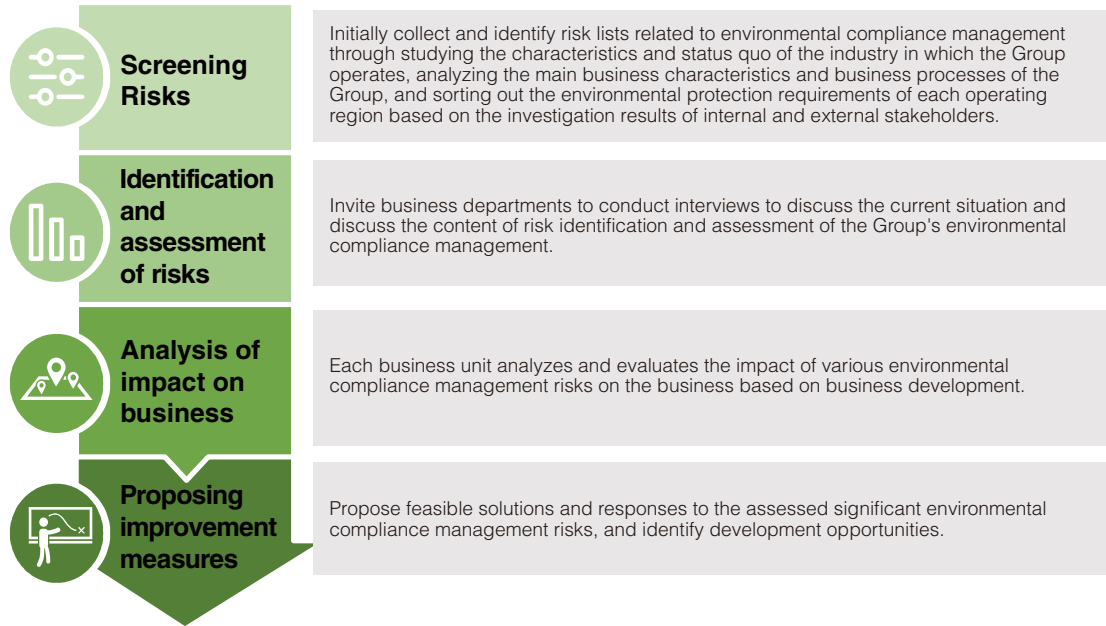 Screening
Risks
Initially collect and identify risk lists related to environmental compliance management
through studying the characteristics and status quo of the industry in which the Group
operates, analyzing the main business characteristics and business processes of the
Group, and sorting out the environmental protection requirements of each operating
region based on the investigation results of internal and external stakeholders.
Identification
and
assessment
of risks
Invite business departments to conduct interviews to discuss the current situation and
discuss the content of risk identification and assessment of the Group's environmental
compliance management.
Analysis of
impact on
business
Each business unit analyzes and evaluates the impact of various environmental
compliance management risks on the business based on business development.
Proposing
improvement
measures
Propose feasible solutions and responses to the assessed significant environmental
compliance management risks, and identify development opportunities.